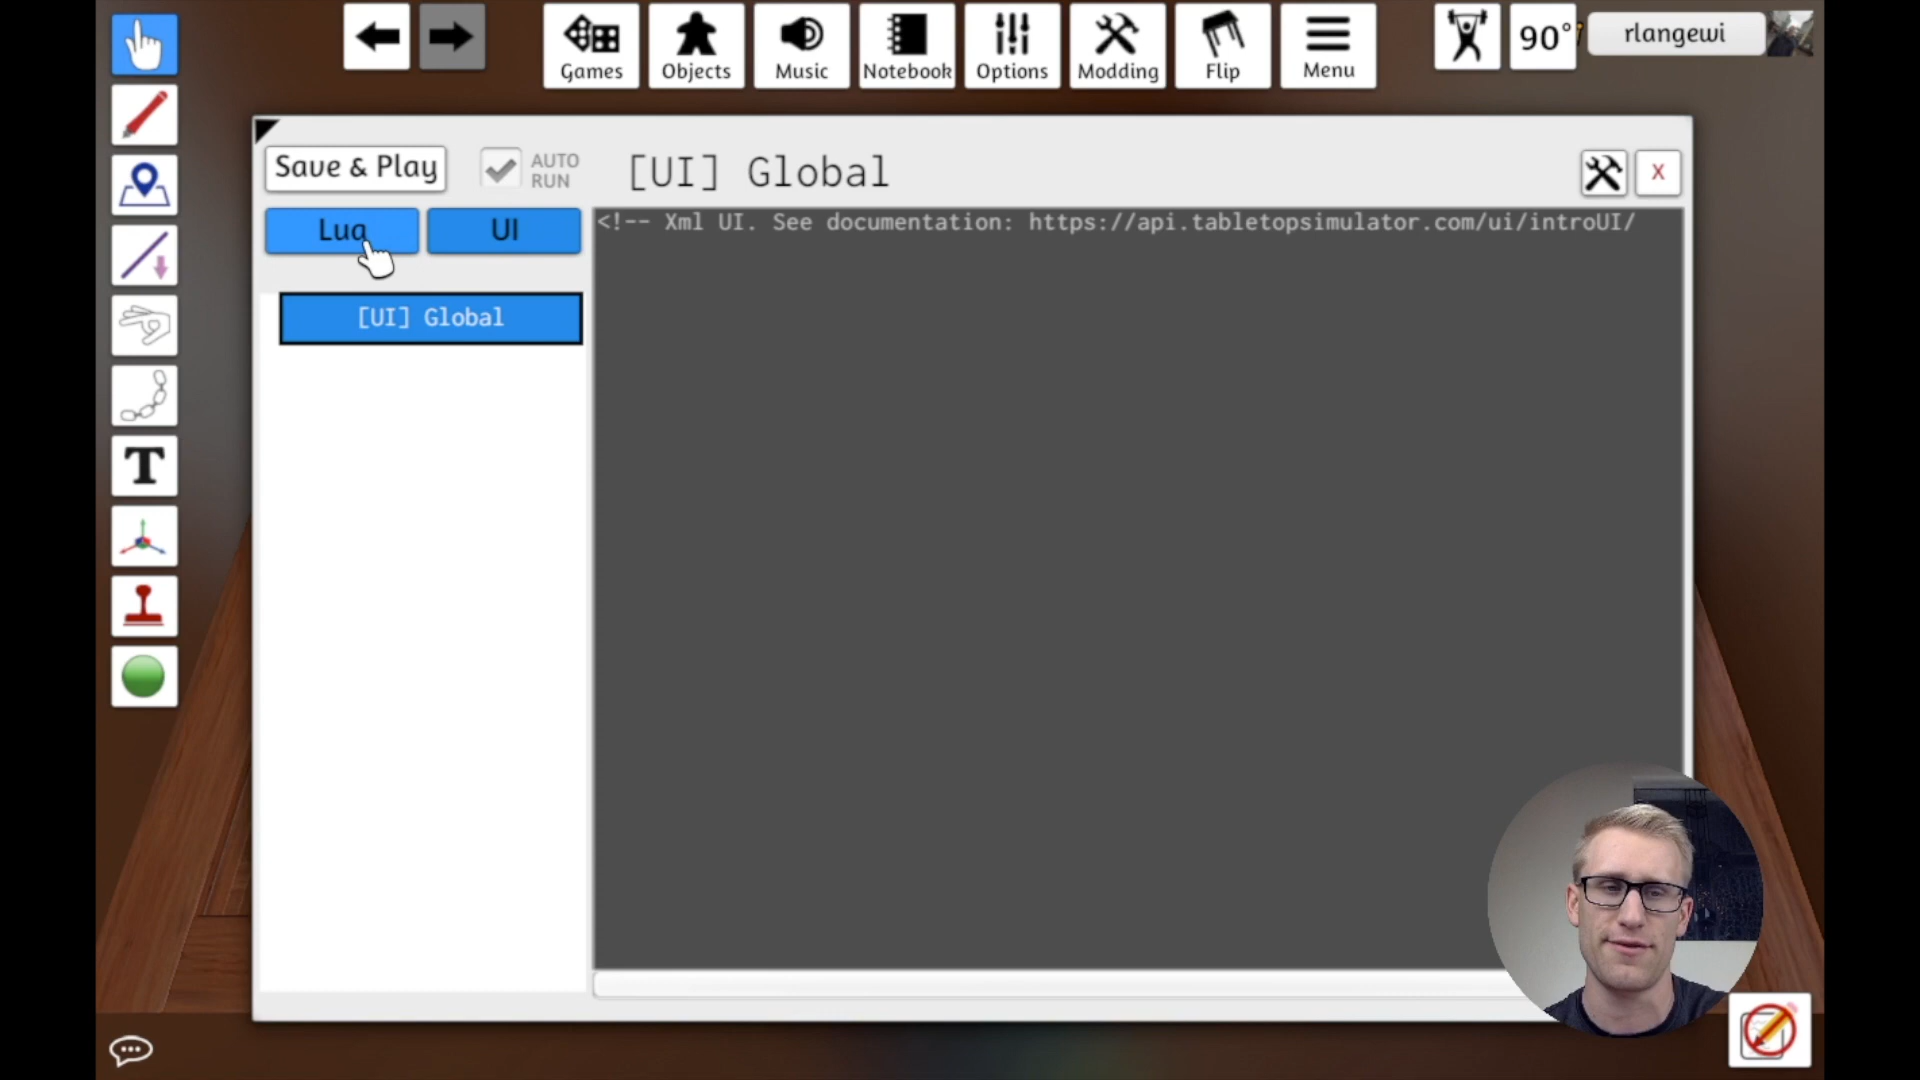 Games
Objects
Music
Notebook
Options
Modding
Flip
Menu
90°
rlangewi
Save & Play
AUTO
RUN
[UI] Global
X
Lua
UI
<!-- Xml UI. See documentation: https://api.tabletopsimulator.com/ui/introUI/
[UI] Global
T